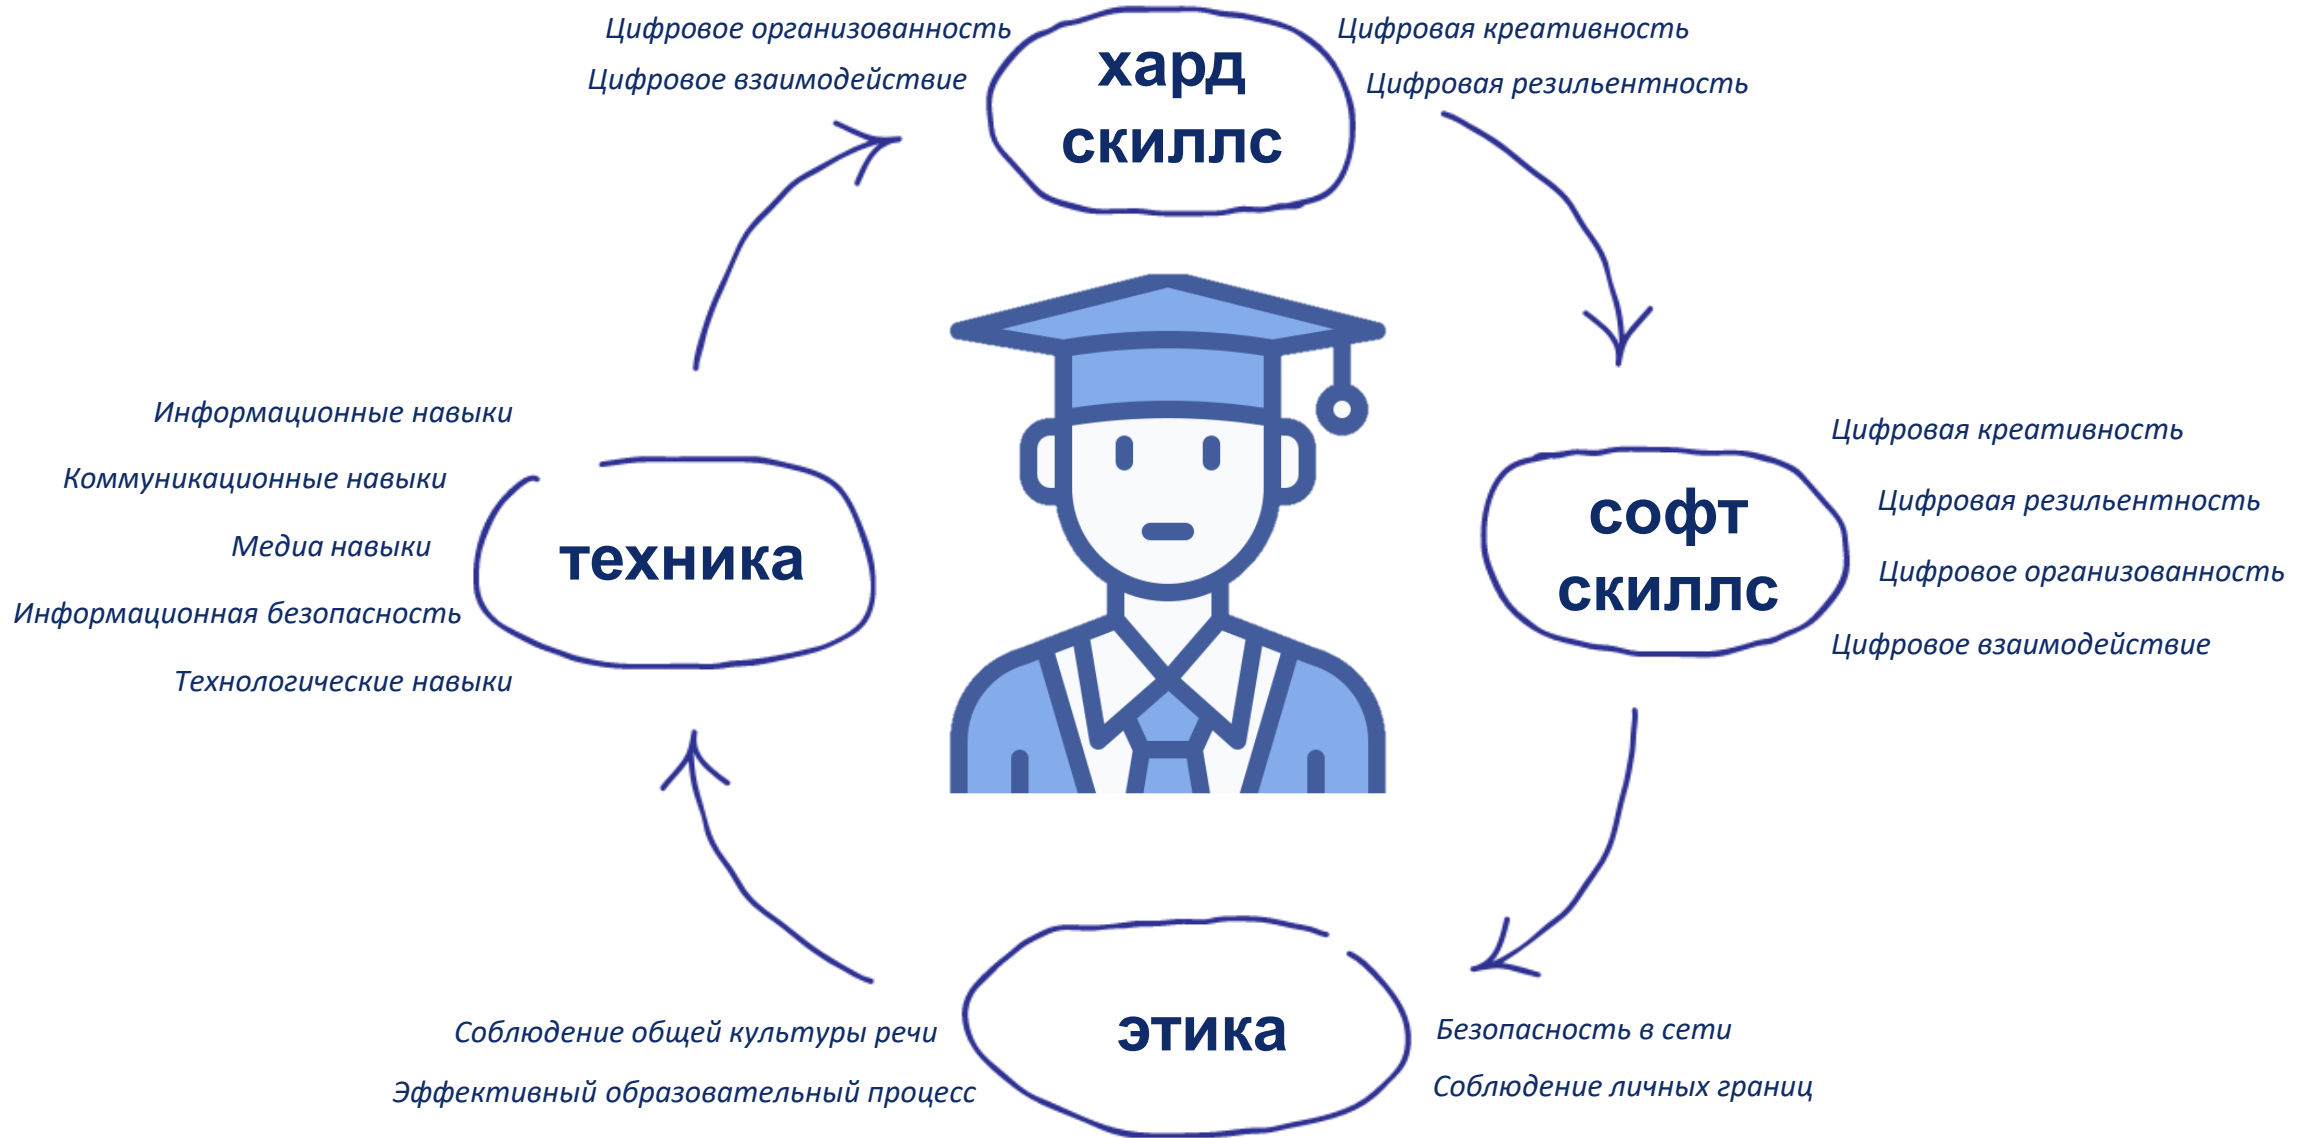 Цифровое организованность
Цифровое взаимодействие
хард
скиллс
Цифровая креативность
Цифровая резильентность
Информационные навыки
Коммуникационные навыки
Медиа навыки
Информационная безопасность
Технологические навыки
техника
софт
скиллс
Цифровая креативность
Цифровая резильентность
Цифровое организованность
Цифровое взаимодействие
Соблюдение общей культуры речи
Эффективный образовательный процесс
этика
Безопасность в сети
Соблюдение личных границ